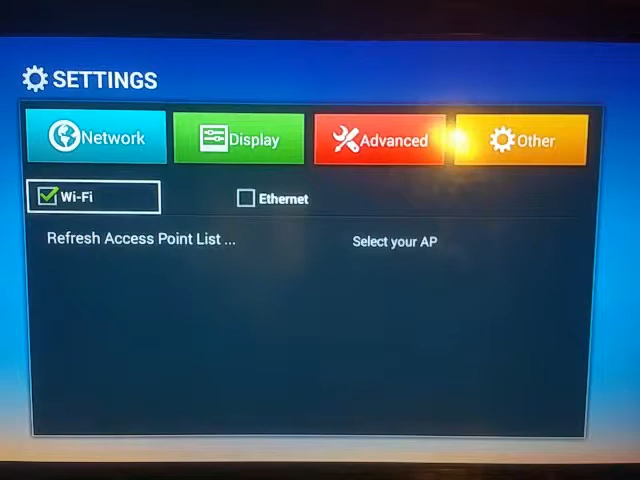 SETTINGS
Network Display Advanced Other
Wi-Fi Ethernet
Refresh Access Point List ... Select your AP